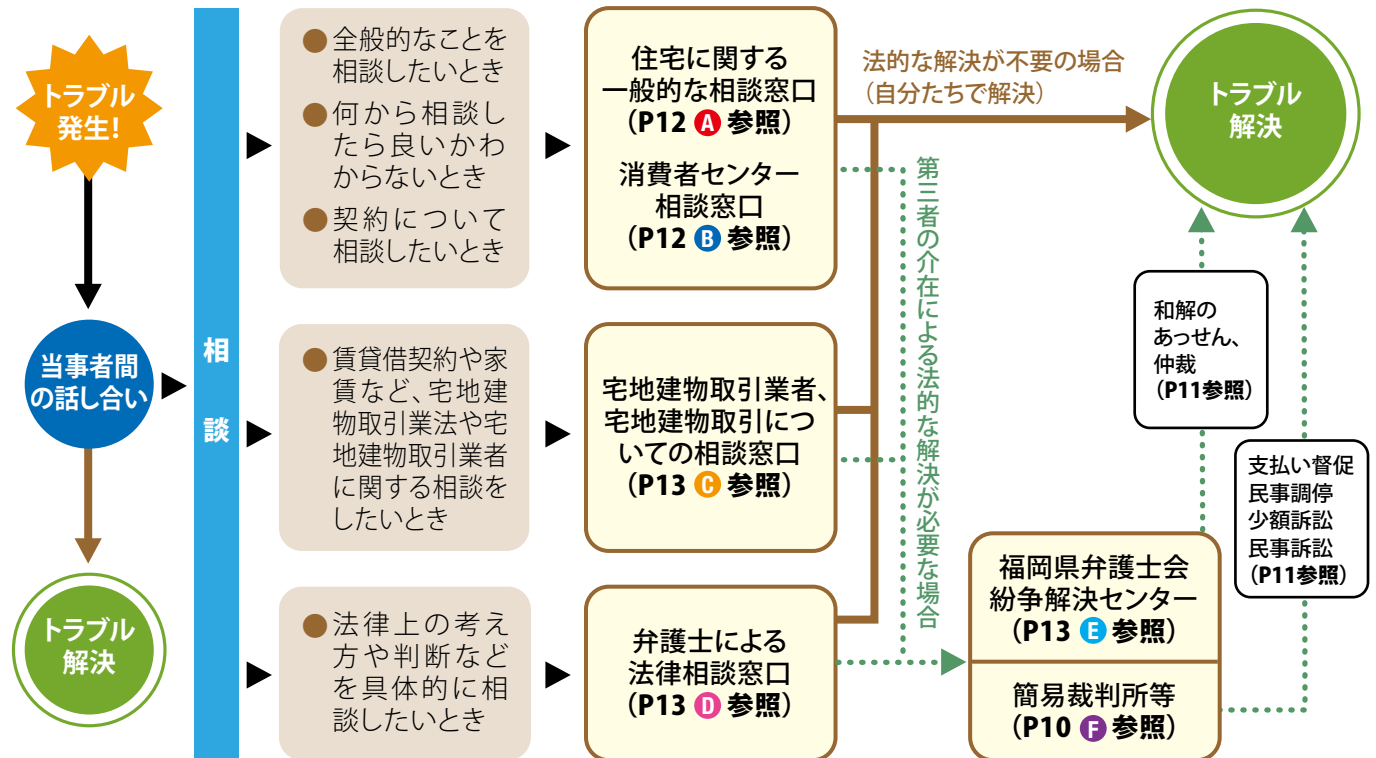 トラブル
発生！
当事者間
の話し合い
トラブル
解決
相
談
●全般的なことを
相談したいとき
●何から相談し
たら良いかわ
からないとき
●契約について
相談したいとき
●賃貸借契約や家
賃など、宅地建
物取引業法や宅
地建物取引業者
に関する相談を
したいとき
●法律上の考え
方や判断など
を具体的に相
談したいとき
住宅に関する
一般的な相談窓口
（P12 A 参照）
消費者センター
相談窓口
（P12 B 参照）
宅地建物取引業者、
宅地建物取引につ
いての相談窓口
（P13 C 参照）
弁護士による
法律相談窓口
（P13 D 参照）
法的な解決が不要の場合
（自分たちで解決）
第三者の介在による法的な解決が必要な場合
トラブル
解決
和解の
あっせん、
仲裁
（P11参照）
支払い督促
民事調停
少額訴訟
民事訴訟
（P11参照）
福岡県弁護士会
紛争解決センター
（P13 E 参照）
簡易裁判所等
（P10 F 参照）